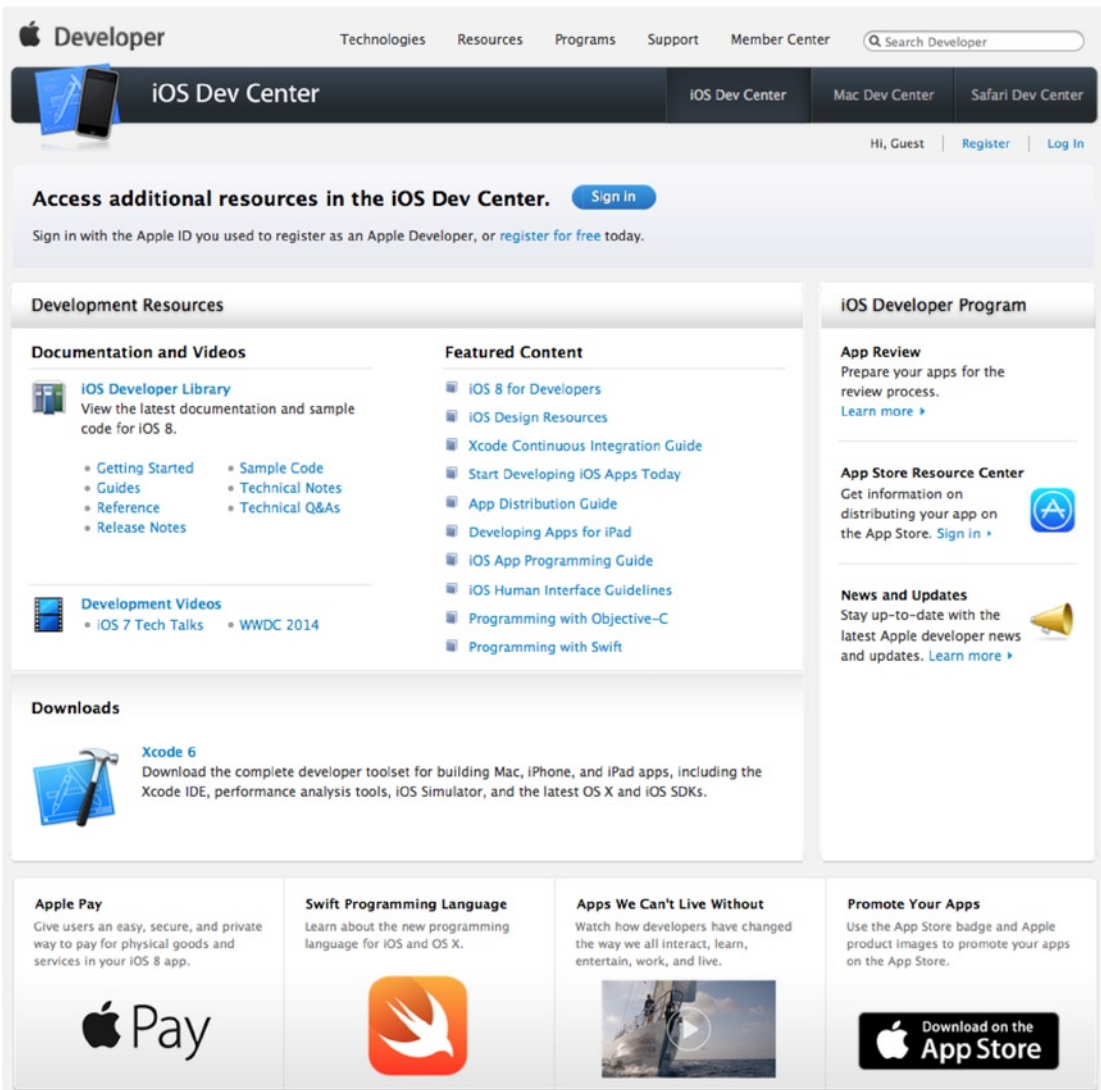 Developer
Technologies Resources Programs Support Member Center Search Developer
iOS Dev Center
iOS Dev Center Mac Dev Center Safari Dev Center
Hi, Guest Register Log In
Access additional resources in the iOS Dev Center. Sign in
Sign in with the Apple ID you used to register as an Apple Developer, or register for free today.
Development Resources
Documentation and Videos
iOS Developer Library
View the latest documentation and sample
code for iOS 8.
Getting Started
Guides
Reference
Release Notes
Sample Code
Technical Notes
Technical Q&As
Development Videos
iOS 7 Tech Talks WWDC 2014
Featured Content
iOS 8 for Developers
iOS Design Resources
Xcode Continuous Integration Guide
Start Developing iOS Apps Today
App Distribution Guide
Developing Apps for iPad
iOS App Programming Guide
iOS Human Interface Guidelines
Programming with Objective-C
Programming with Swift
iOS Developer Program
App Review
Prepare your apps for the
review process.
Learn more
App Store Resource Center
Get information on
distributing your app on
the App Store. Sign in
News and Updates
Stay up-to-date with the
latest Apple developer news
and updates. Learn more
Downloads
Xcode 6
Download the complete developer toolset for building Mac, iPhone, and iPad apps, including the
Xcode IDE, performance analysis tools, iOS Simulator, and the latest OS X and iOS SDKs.
Apple Pay
Give users an easy, secure, and private
way to pay for physical goods and
services in your iOS 8 app.
Pay
Swift Programming Language
Learn about the new programming
language for iOS and OS X.
Apps We Can't Live Without
Watch how developers have changed
the way we all interact, learn,
entertain, work, and live.
Promote Your Apps
Use the App Store badge and Apple
product images to promote your apps
on the App Store.
Download on the
App Store